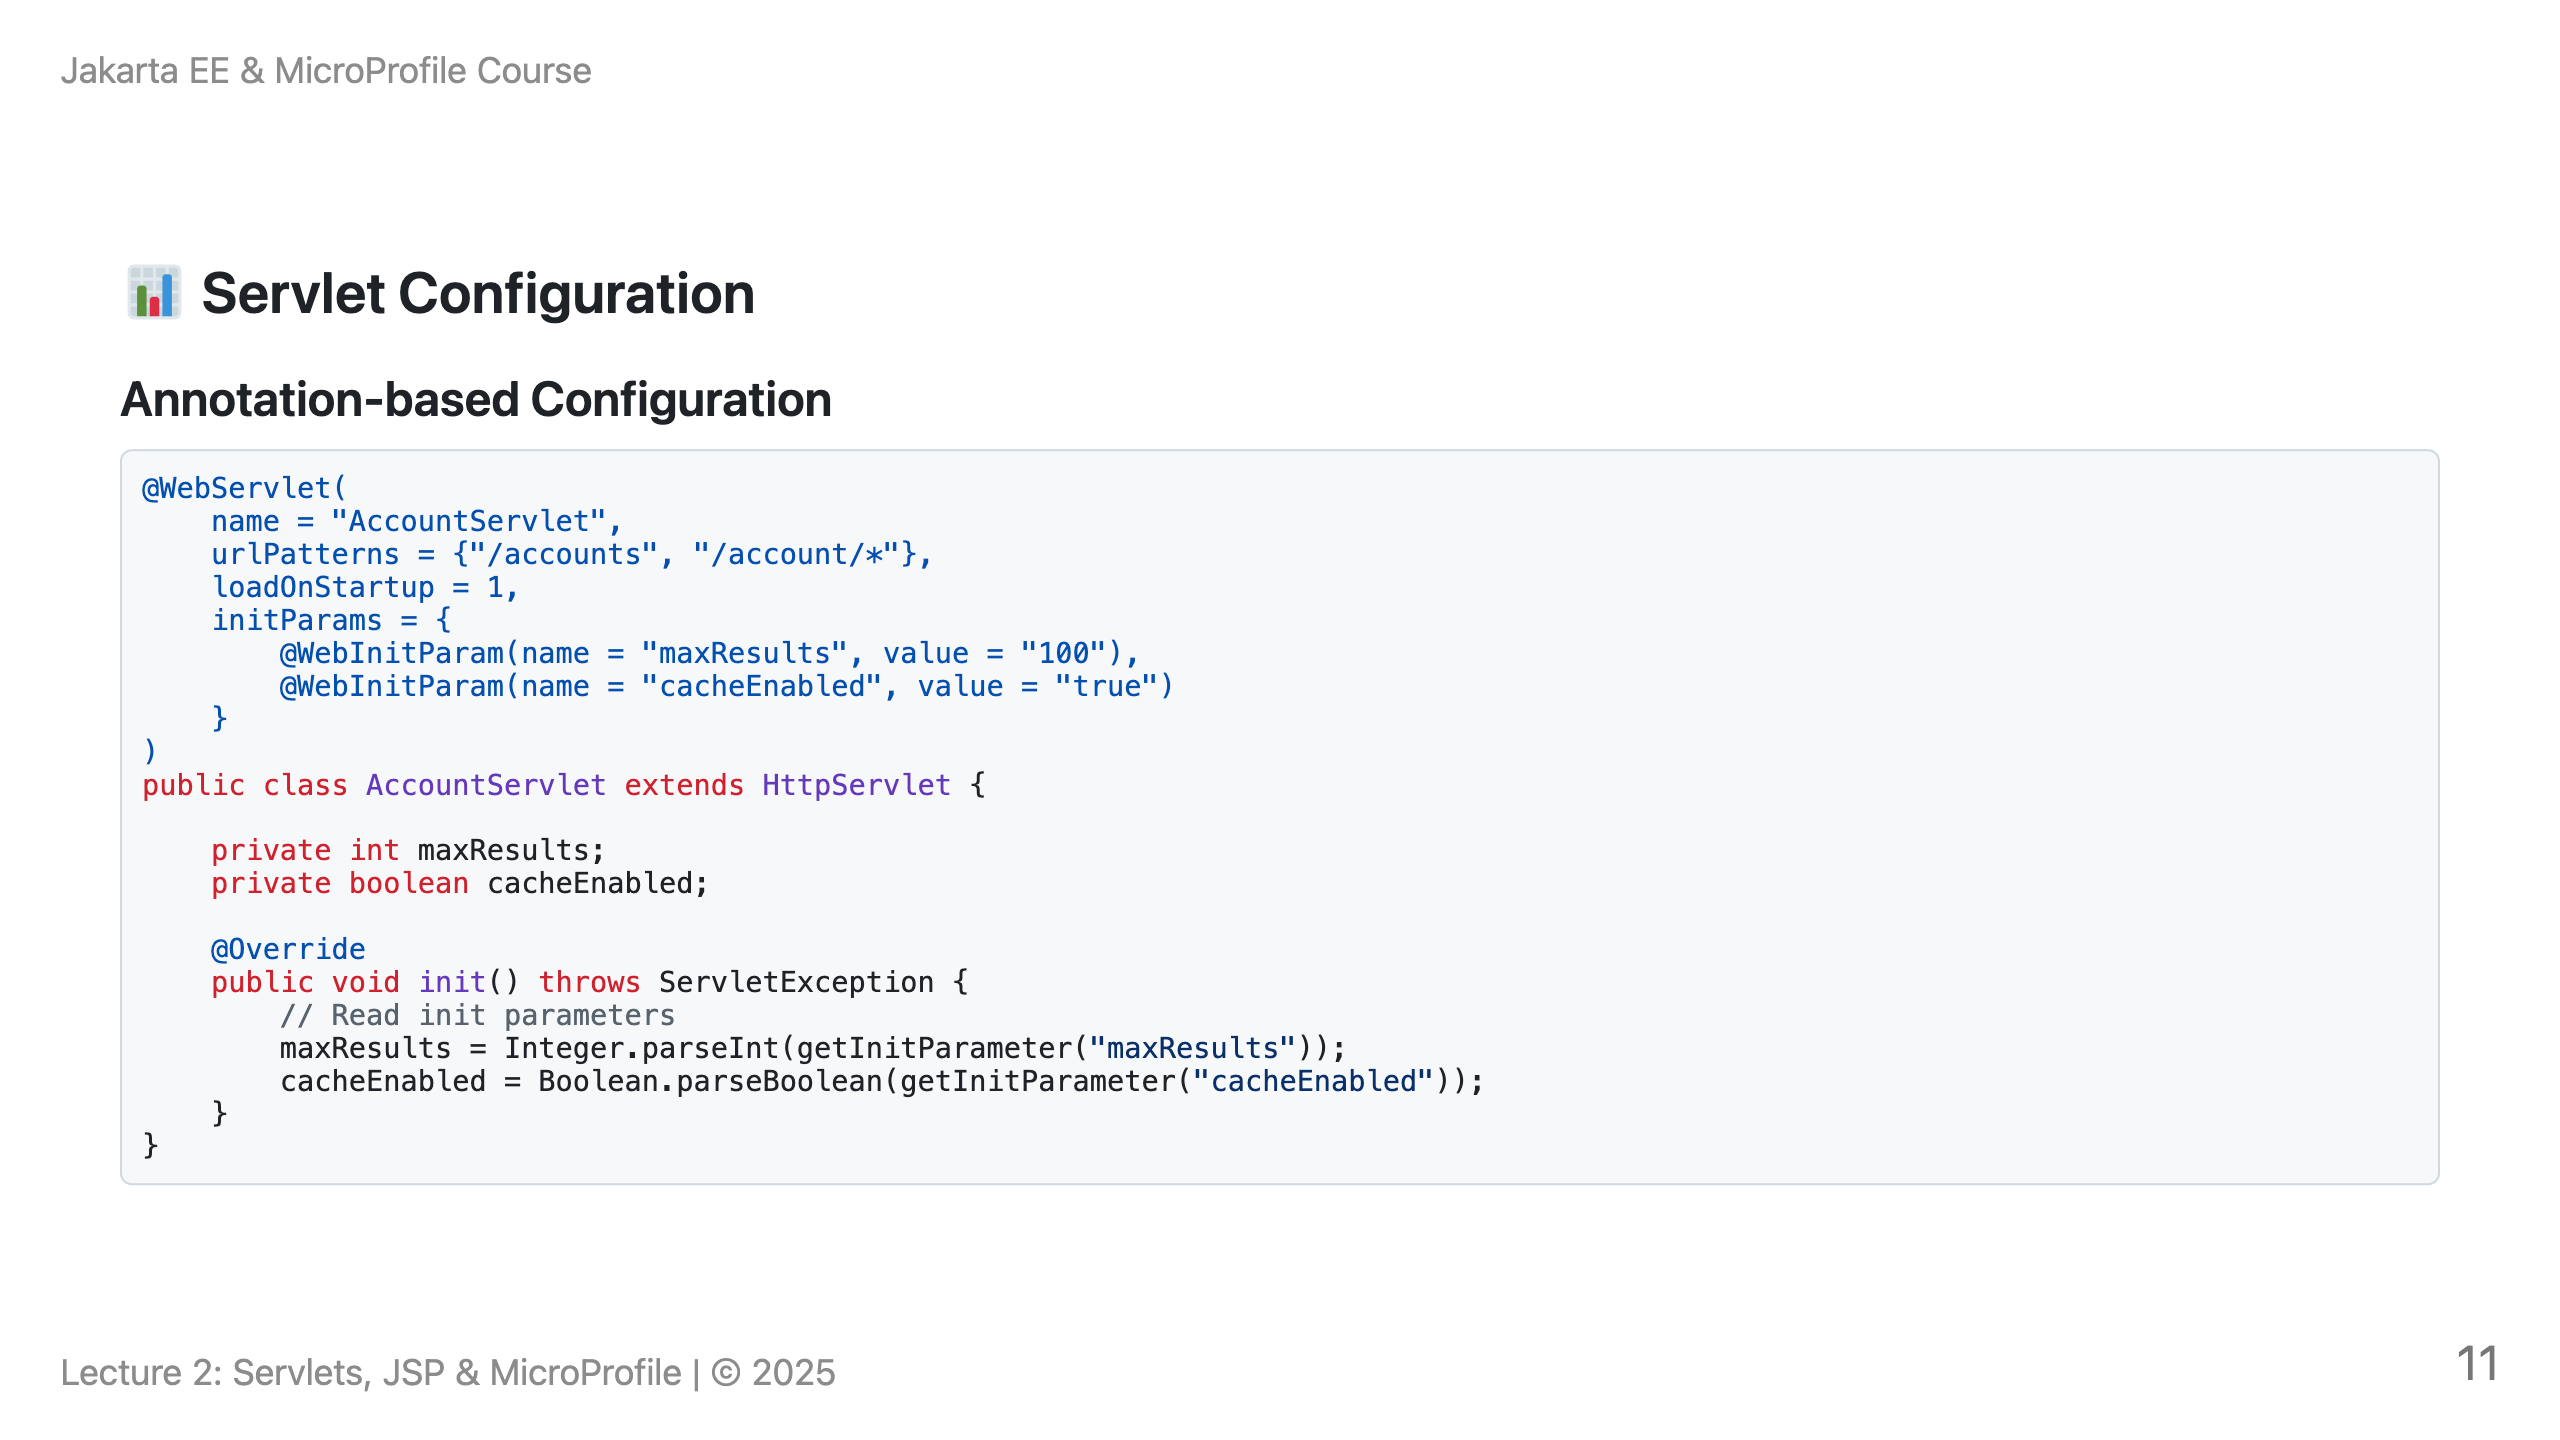 Jakarta EE & MicroProfile Course
📊 Servlet Configuration
Annotation-based Configuration
@WebServlet(
    name = "AccountServlet",
    urlPatterns = {"/accounts", "/account/*"},
    loadOnStartup = 1,
    initParams = {
        @WebInitParam(name = "maxResults", value = "100"),
        @WebInitParam(name = "cacheEnabled", value = "true")
    }
)
public class AccountServlet extends HttpServlet {
    private int maxResults;
    private boolean cacheEnabled;
    @Override
    public void init() throws ServletException {
        // Read init parameters
        maxResults = Integer.parseInt(getInitParameter("maxResults"));
        cacheEnabled = Boolean.parseBoolean(getInitParameter("cacheEnabled"));
    }
}
Lecture 2: Servlets, JSP & MicroProfile | © 2025
11